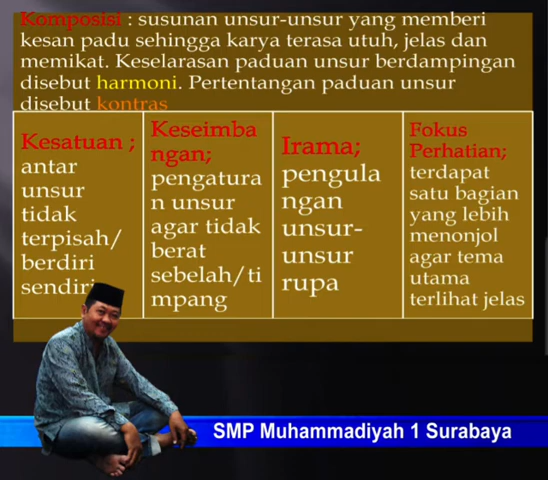 Komposisi : susunan unsur-unsur yang memberi
kesan padu sehingga karya terasa utuh, jelas dan
memikat. Keselarasan paduan unsur berdampingan
disebut harmoni. Pertentangan paduan unsur
disebut kontras
Kesatuan ;
antar
unsur
tidak
terpisah/
berdiri
sendiri
Keseimba
ngan;
pengatura
n unsur
agar tidak
berat
sebelah/ti
mpang
Irama;
pengula
ngan
unsur-
unsur
rupa
Fokus
Perhatian;
terdapat
satu bagian
yang lebih
menonjol
agar tema
utama
terlihat jelas
SMP Muhammadiyah 1 Surabaya